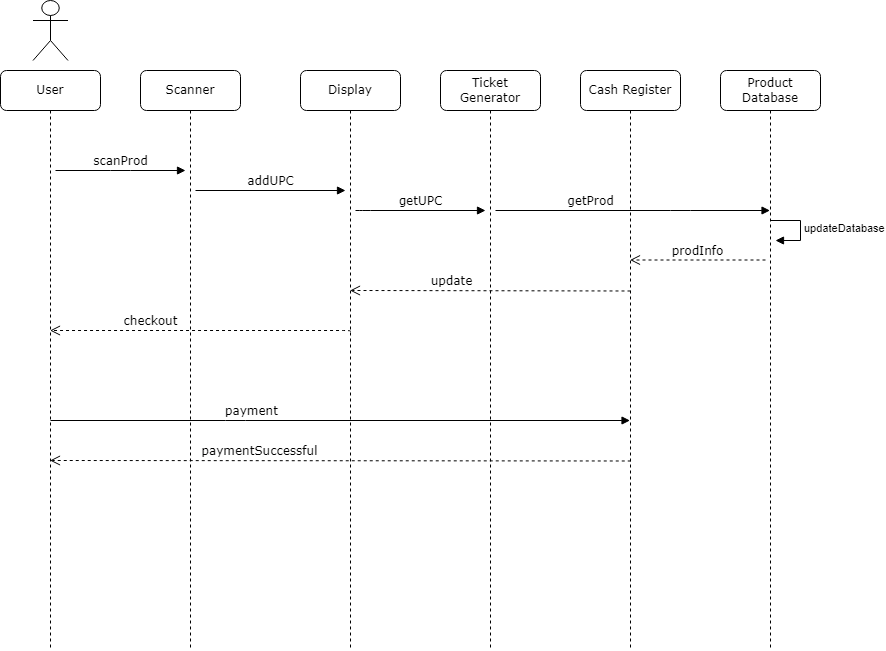 User
Scanner
Display
Ticket
Generator
Cash Register
Product
Database
scanProd
addUPC
getUPC
getProd
updateDatabase
prodInfo
update
checkout
payment
paymentSuccessful